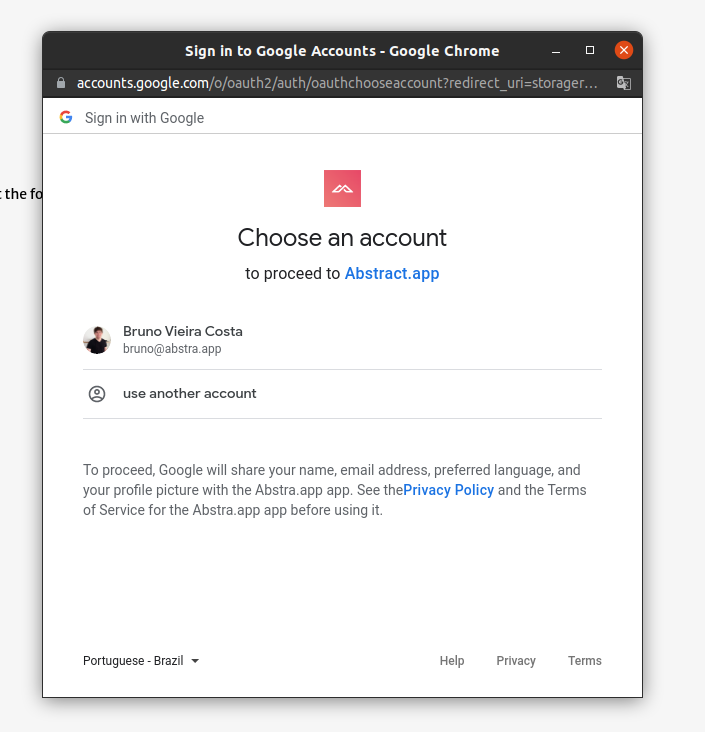 Sign in to Google Accounts - Google Chrome
accounts.google.com/o/oauth2/auth/oauthchooseaccount?redirect_uri=storager...
Sign in with Google
t the fo
Choose an account
to proceed to Abstract.app
Bruno Vieira Costa
bruno@abstra.app
use another account
To proceed, Google will share your name, email address, preferred language, and
your profile picture with the Abstra.app app. See thePrivacy Policy and the Terms
of Service for the Abstra.app app before using it.
Portuguese - Brazil Help Privacy Terms